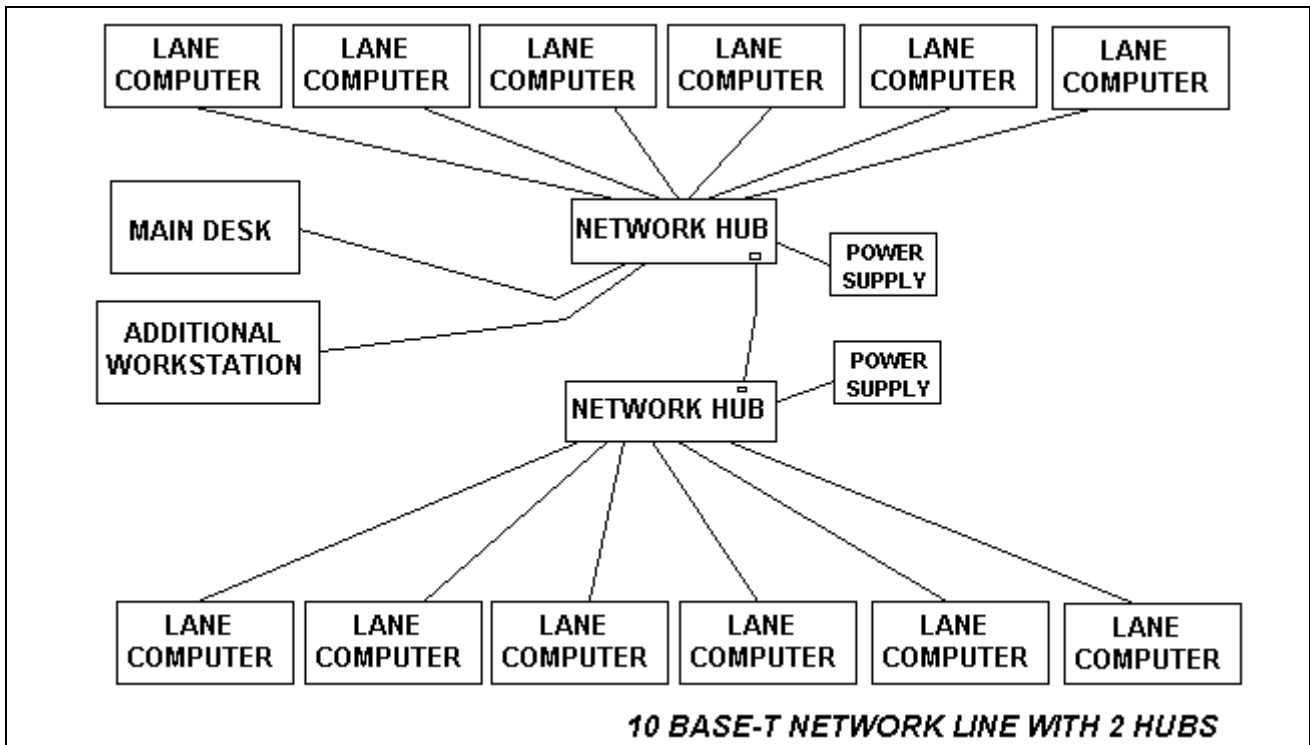 LANE
COMPUTER
LANE
COMPUTER
LANE
COMPUTER
LANE
COMPUTER
LANE
COMPUTER
LANE
COMPUTER
MAIN DESK
NETWORK HUB
POWER
SUPPLY
ADDITIONAL
WORKSTATION
POWER
SUPPLY
NETWORK HUB
LANE
COMPUTER
LANE
COMPUTER
LANE
COMPUTER
LANE
COMPUTER
LANE
COMPUTER
LANE
COMPUTER
10 BASE-T NETWORK LINE WITH 2 HUBS